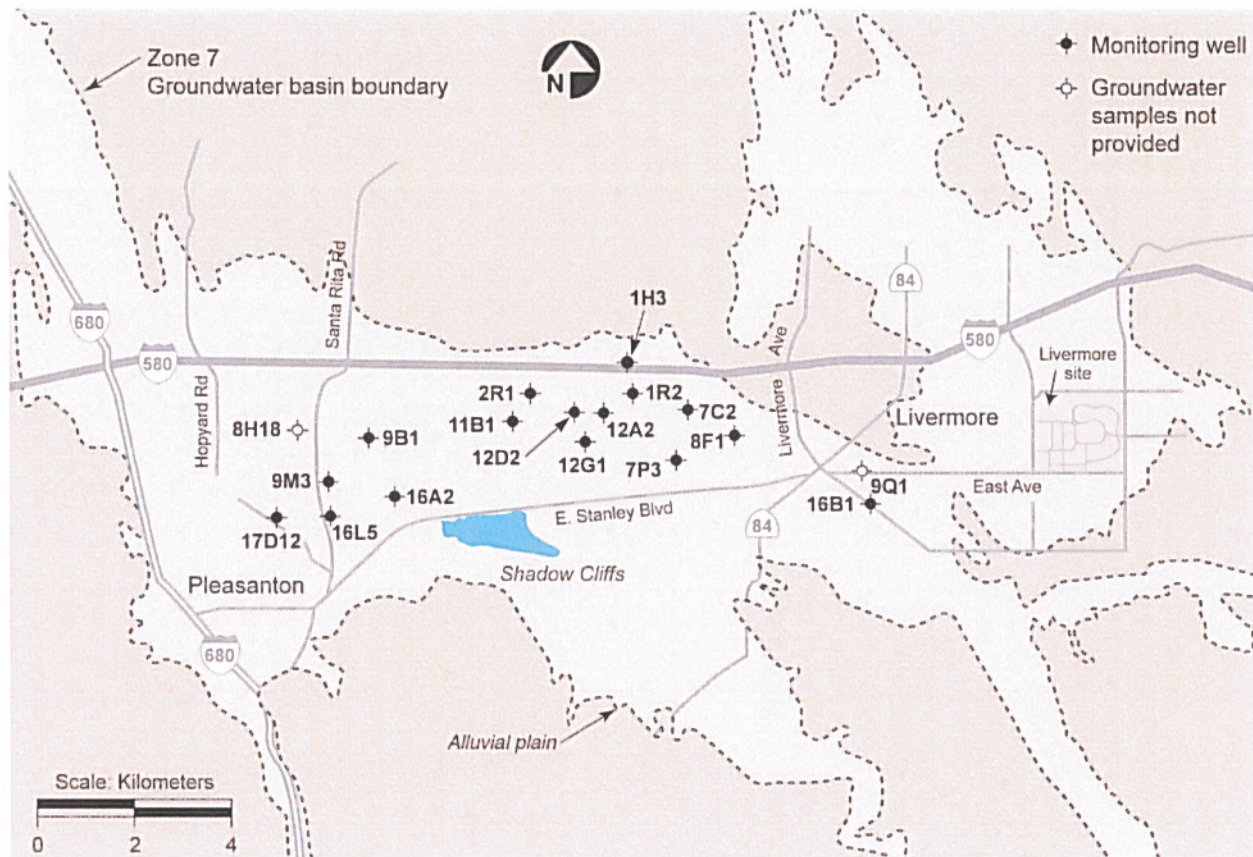 Zone 7
Groundwater basin boundary
N
Monitoring well
Groundwater
samples not
provided
680
580
Hopyard Rd
Santa Rita Rd
1H3
Livermore Ave
84
580
Livermore
site
2R1
1R2
7C2
Livermore
8H18
11B1
9B1
12D2
12A2
8F1
12G1
7P3
9M3
16A2
9Q1
East Ave
16B1
17D12
16L5
E. Stanley Blvd
84
Pleasanton
Shadow Cliffs
680
Alluvial plain
Scale: Kilometers
0 2 4